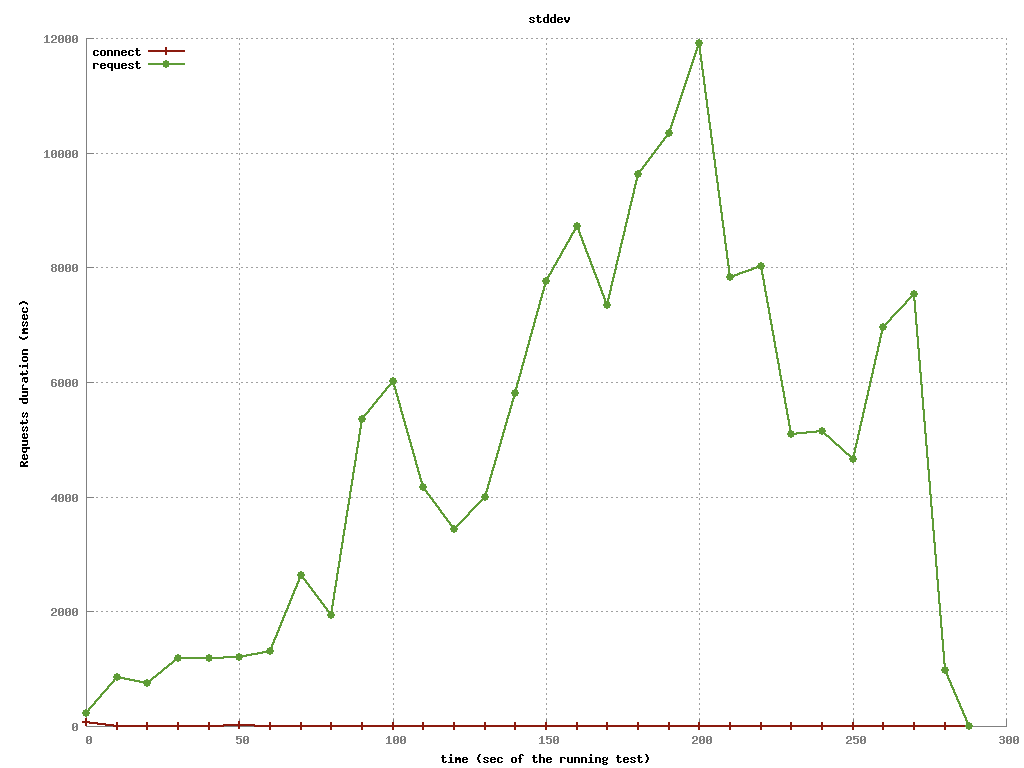 stddev
connect
request
12000
10000
8000
6000
4000
2000
0
Requests duration (msec)
0 50 100 150 200 250 300
time (sec of the running test)